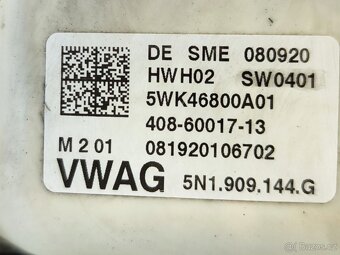 DE SME 080920
HWH02 SW0401
5WK46800A01
408-60017-13
M 2 01 081920106702
VWAG 5N1.909.144.G